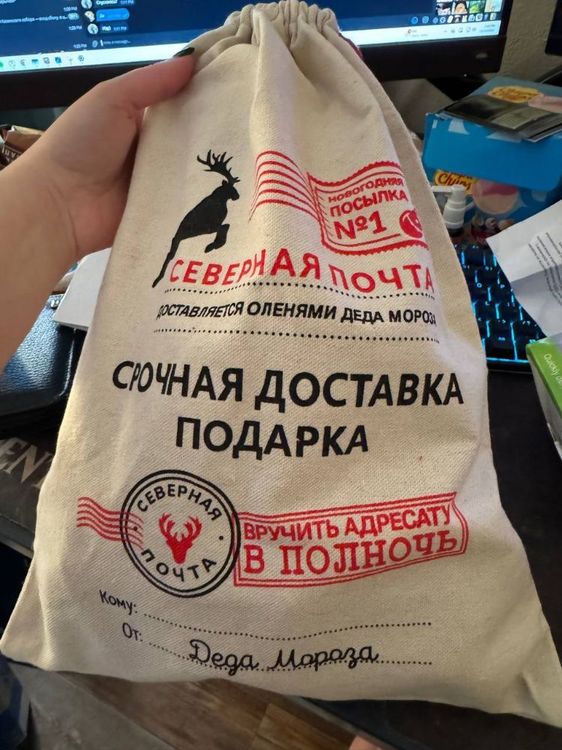 НОВОГОДНЯЯ
ПОСЫЛКА
№1
СЕВЕРНАЯ ПОЧТА
ДОСТАВЛЯЕТСЯ ОЛЕНЯМИ ДЕДА МОРОЗА
СРОЧНАЯ ДОСТАВКА
ПОДАРКА
СЕВЕРНАЯ
ПОЧТА
ВРУЧИТЬ АДРЕСАТУ
В ПОЛНОЧЬ
Кому:
От: Деда Мороза